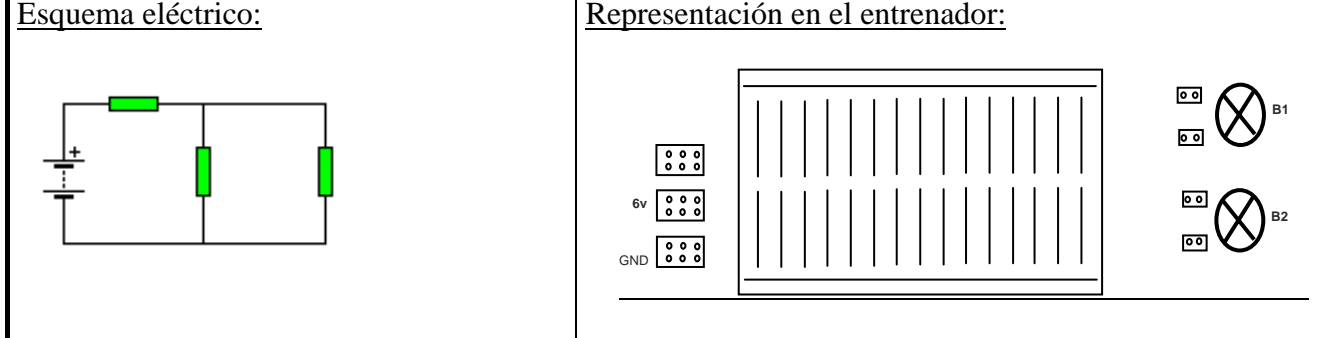 Esquema eléctrico:
Representación en el entrenador:
+
B1
6v
B2
GND